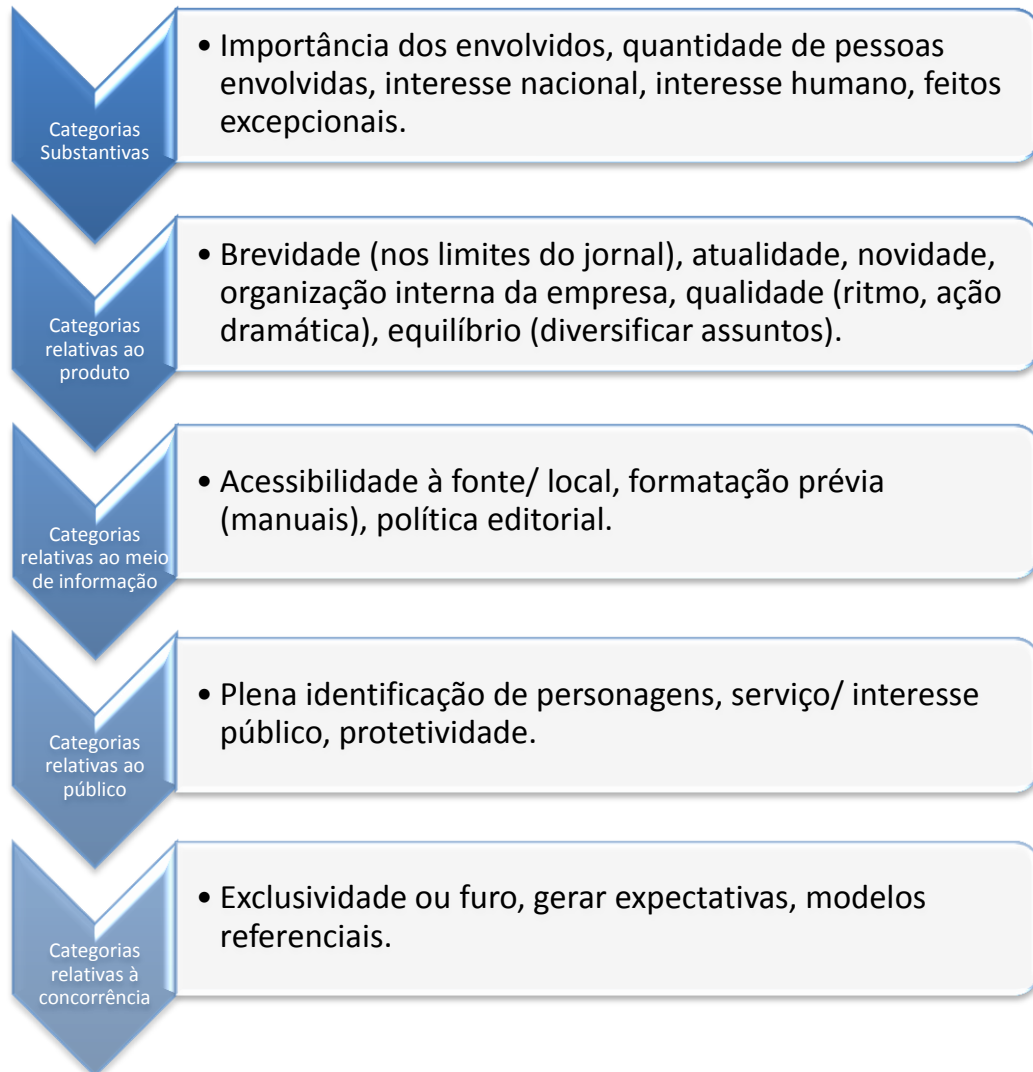 • Importância dos envolvidos, quantidade de pessoas
envolvidas, interesse nacional, interesse humano, feitos
excepcionais.
Categorias
Substantivas
• Brevidade (nos limites do jornal), atualidade, novidade,
organização interna da empresa, qualidade (ritmo, ação
dramática), equilíbrio (diversificar assuntos).
Categorias
relativas ao
produto
• Acessibilidade à fonte/ local, formatação prévia
(manuais), política editorial.
Categorias
relativas ao meio
de informação
• Plena identificação de personagens, serviço/ interesse
público, protetividade.
Categorias
relativas ao
público
• Exclusividade ou furo, gerar expectativas, modelos
referenciais.
Categorias
relativas à
concorrência